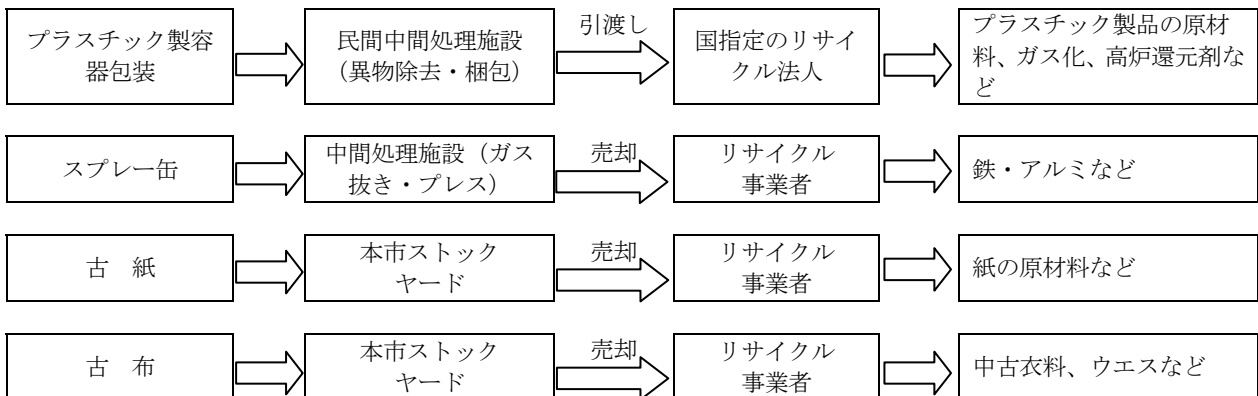 プラスチック製容
器包装
民間中間処理施設
（異物除去・梱包）
引渡し
国指定のリサイ
クル法人
プラスチック製品の原材
料、ガス化、高炉還元剤な
ど
スプレー缶
中間処理施設（ガス
抜き・プレス）
売却
リサイクル
事業者
鉄・アルミなど
古　紙
本市ストック
ヤード
売却
リサイクル
事業者
紙の原材料など
古　布
本市ストック
ヤード
売却
リサイクル
事業者
中古衣料、ウエスなど